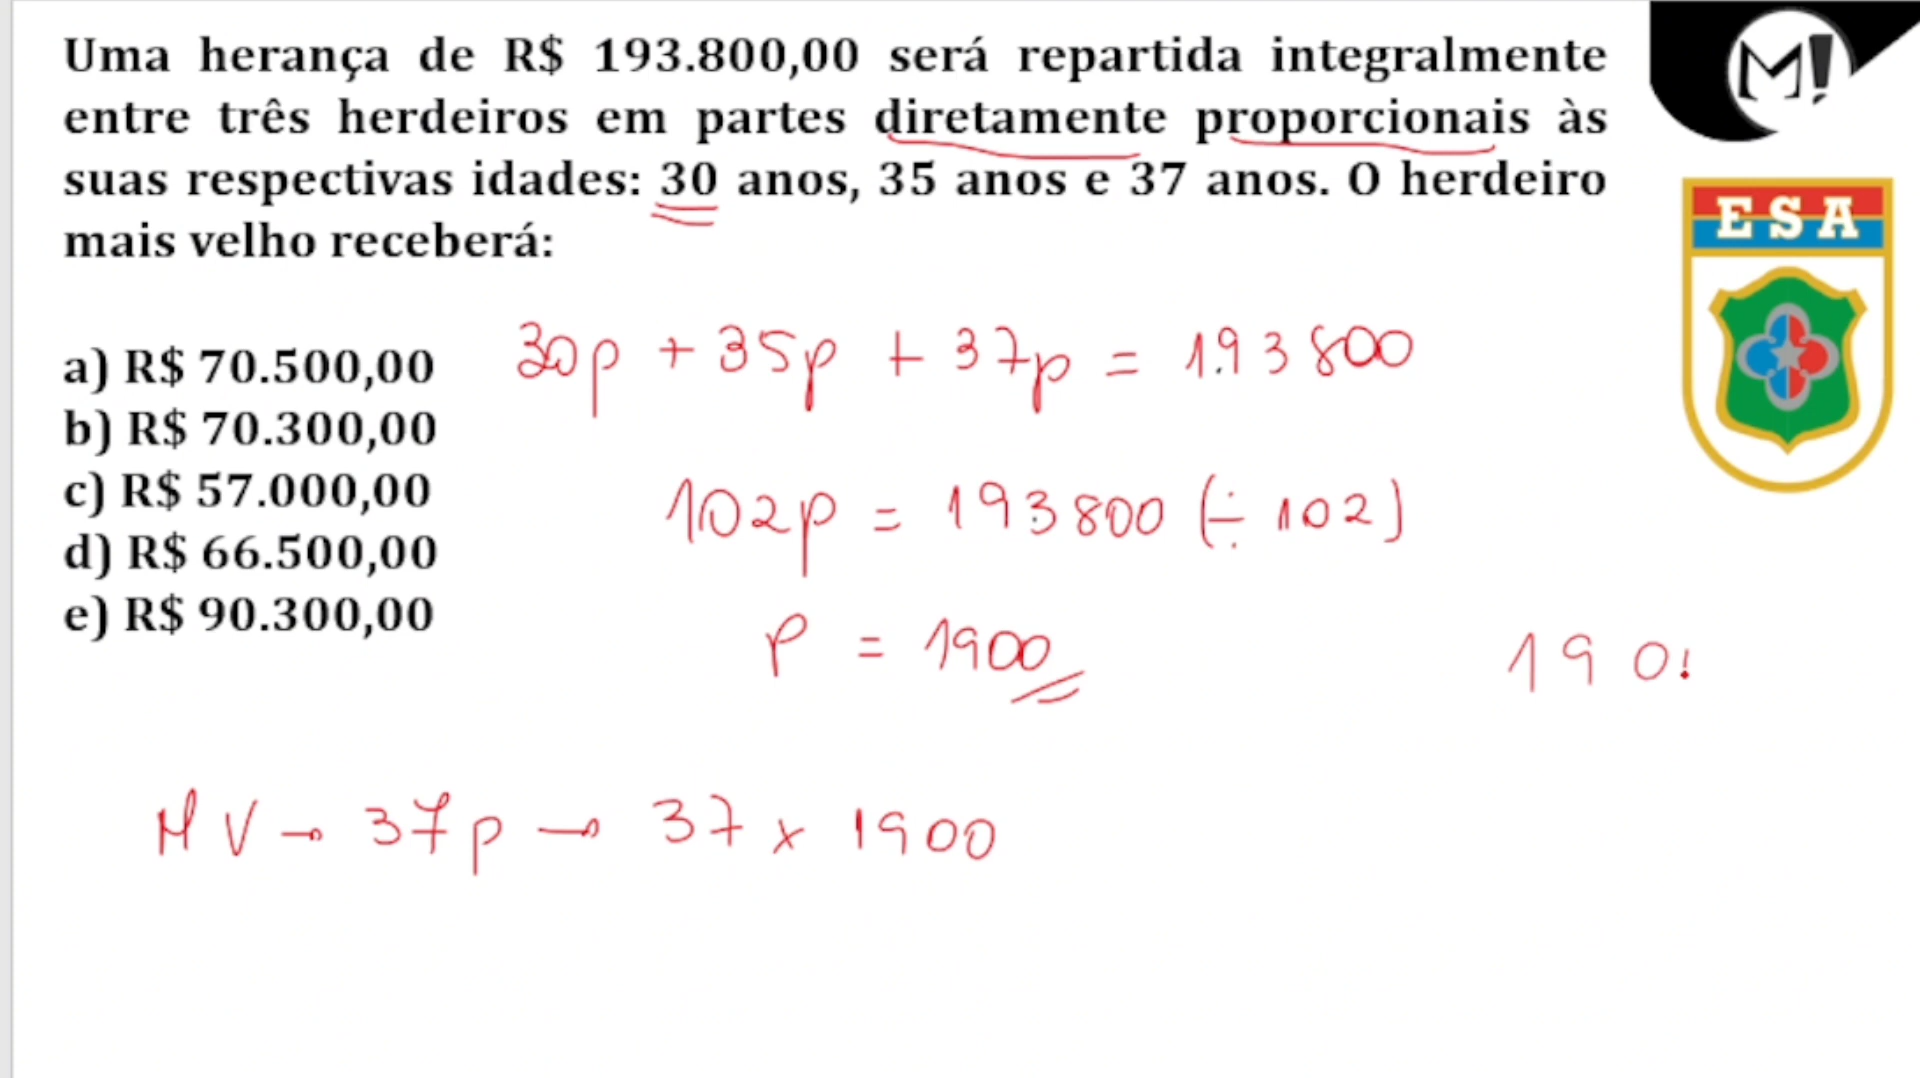 Uma herança de R$ 193.800,00 será repartida integralmente
entre três herdeiros em partes diretamente proporcionais às
suas respectivas idades: 30 anos, 35 anos e 37 anos. O herdeiro
mais velho receberá:
M!
ESA
a) R$ 70.500,00
b) R$ 70.300,00
c) R$ 57.000,00
d) R$ 66.500,00
e) R$ 90.300,00
30p + 35p + 37p = 193800
102p = 193800 (÷ 102)
P = 1900
190
MV → 37p → 37 x 1900